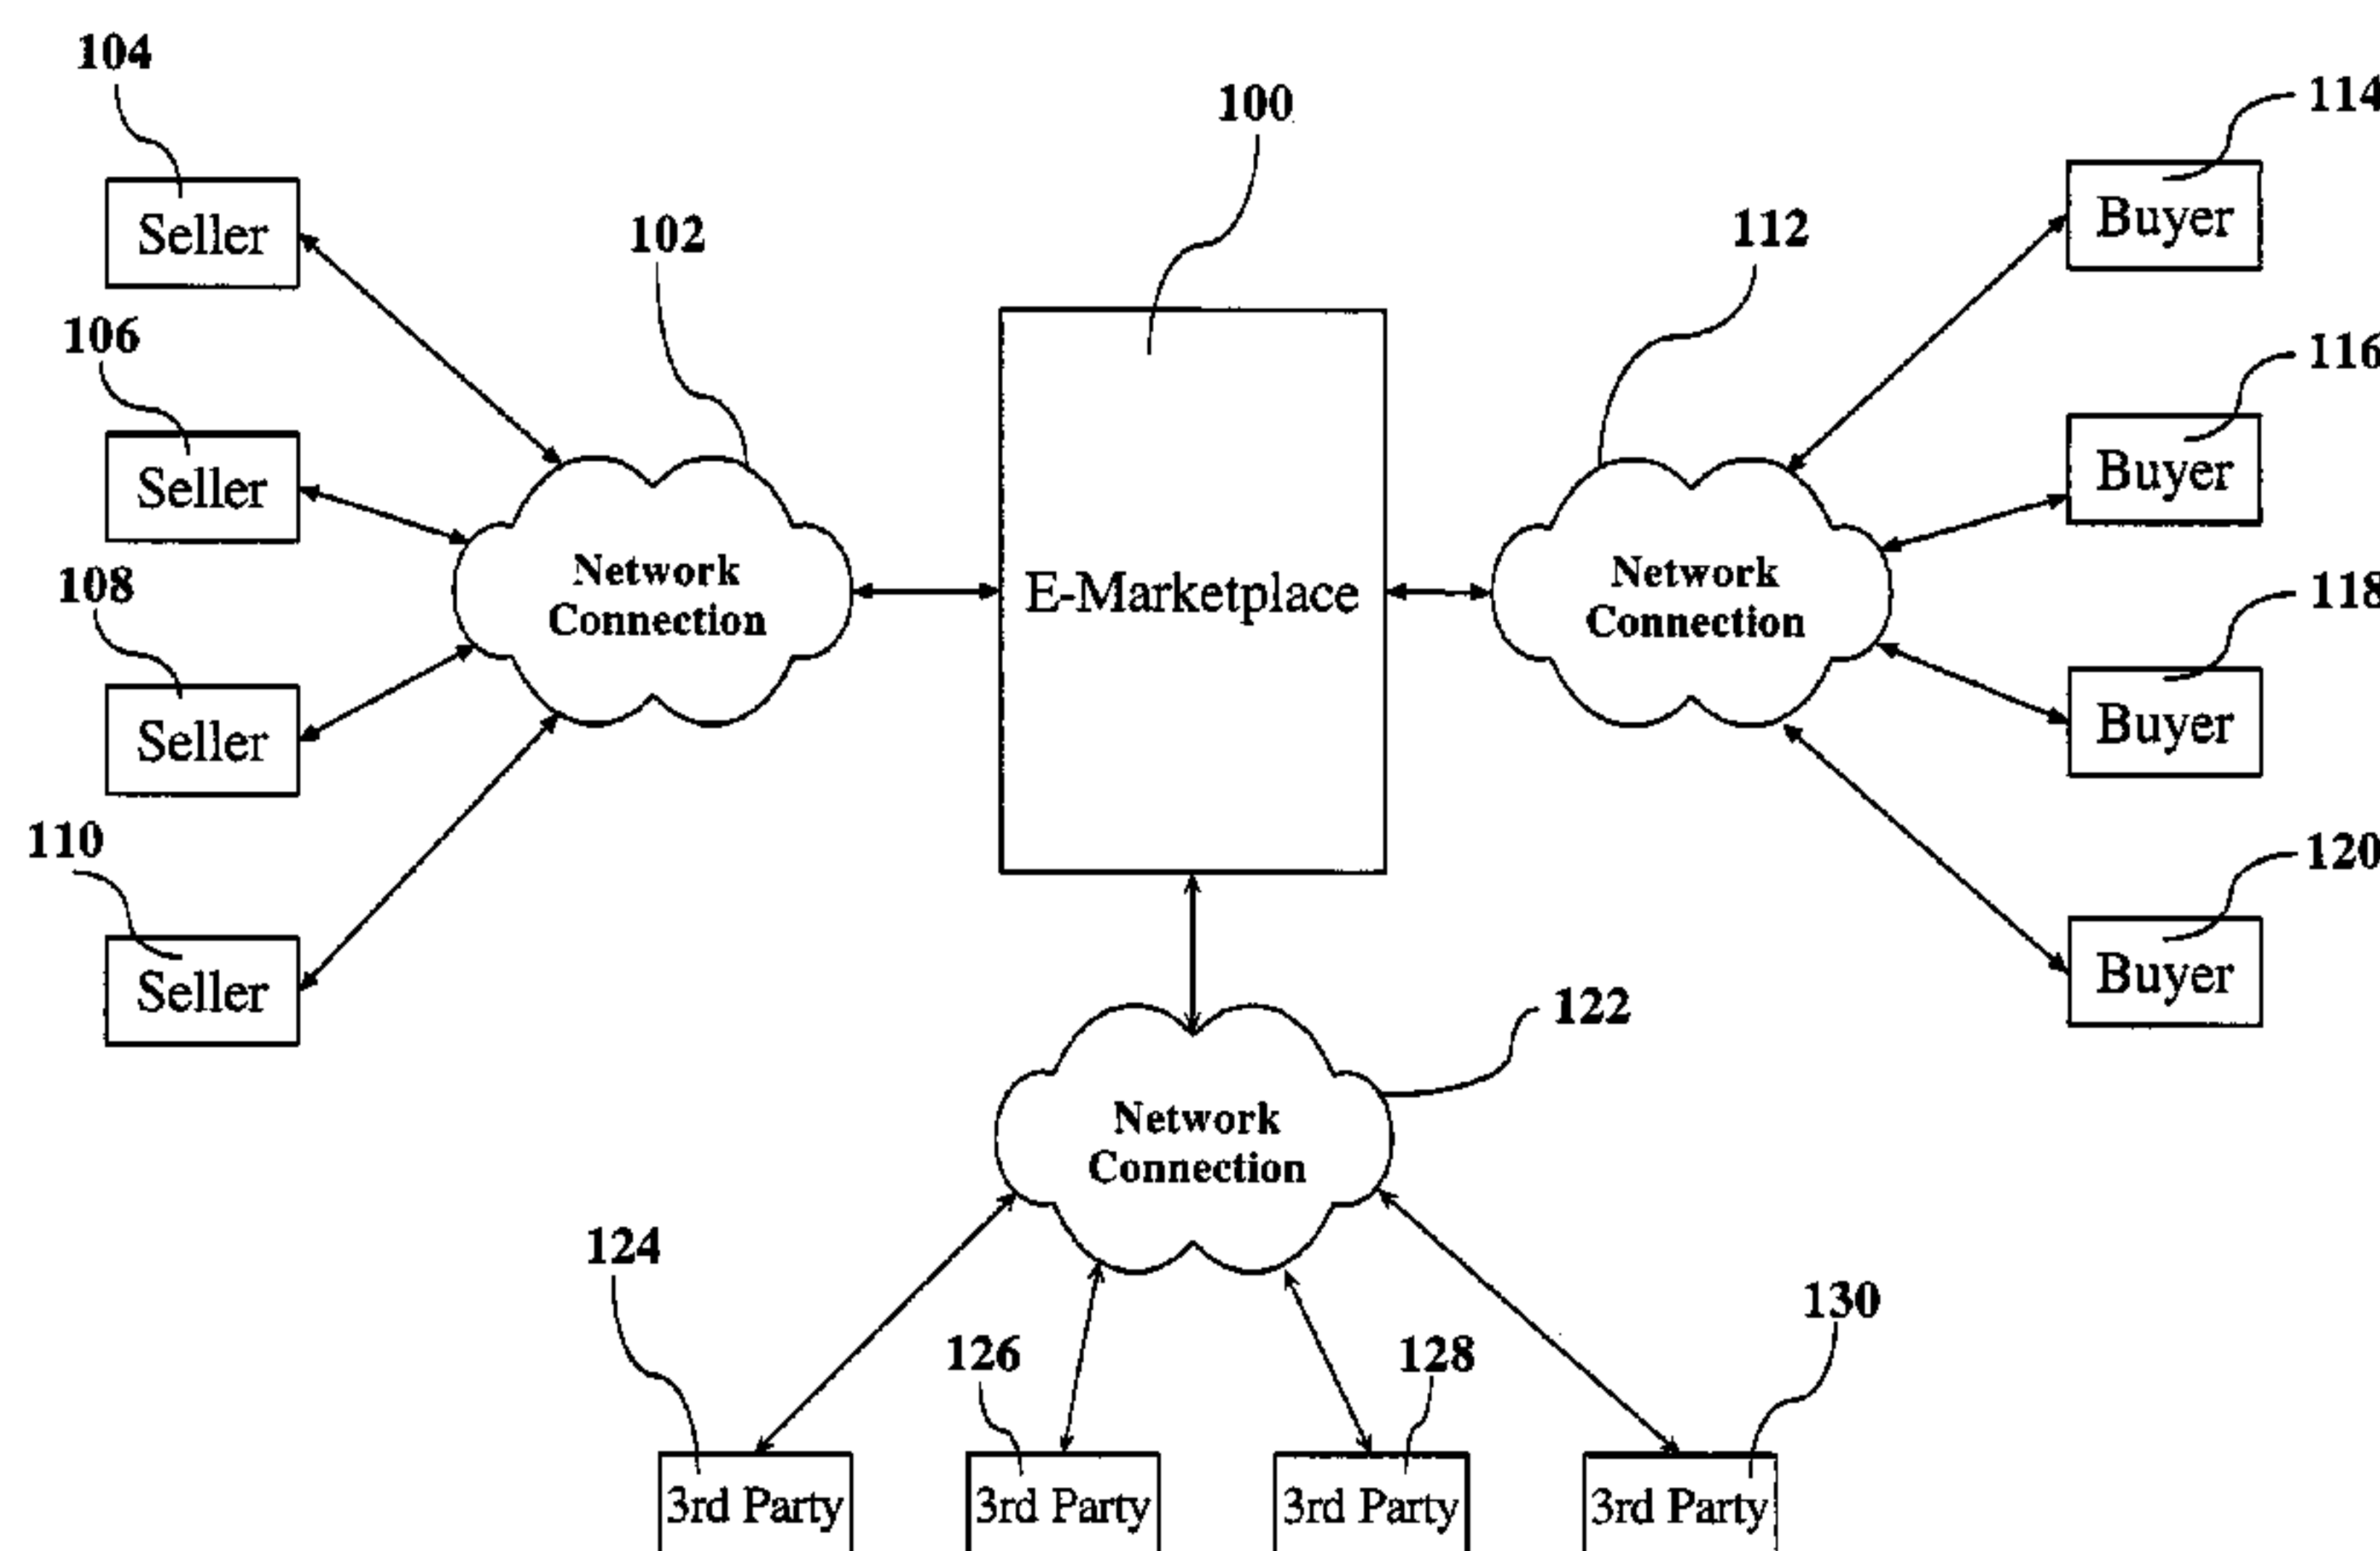 104
100
114
Seller
102
112
Buyer
106
116
Seller
Buyer
108
118
Network
Connection
E-Marketplace
Network
Connection
Seller
Buyer
110
120
Seller
Buyer
122
Network
Connection
124
130
126
128
3rd Party
3rd Party
3rd Party
3rd Party